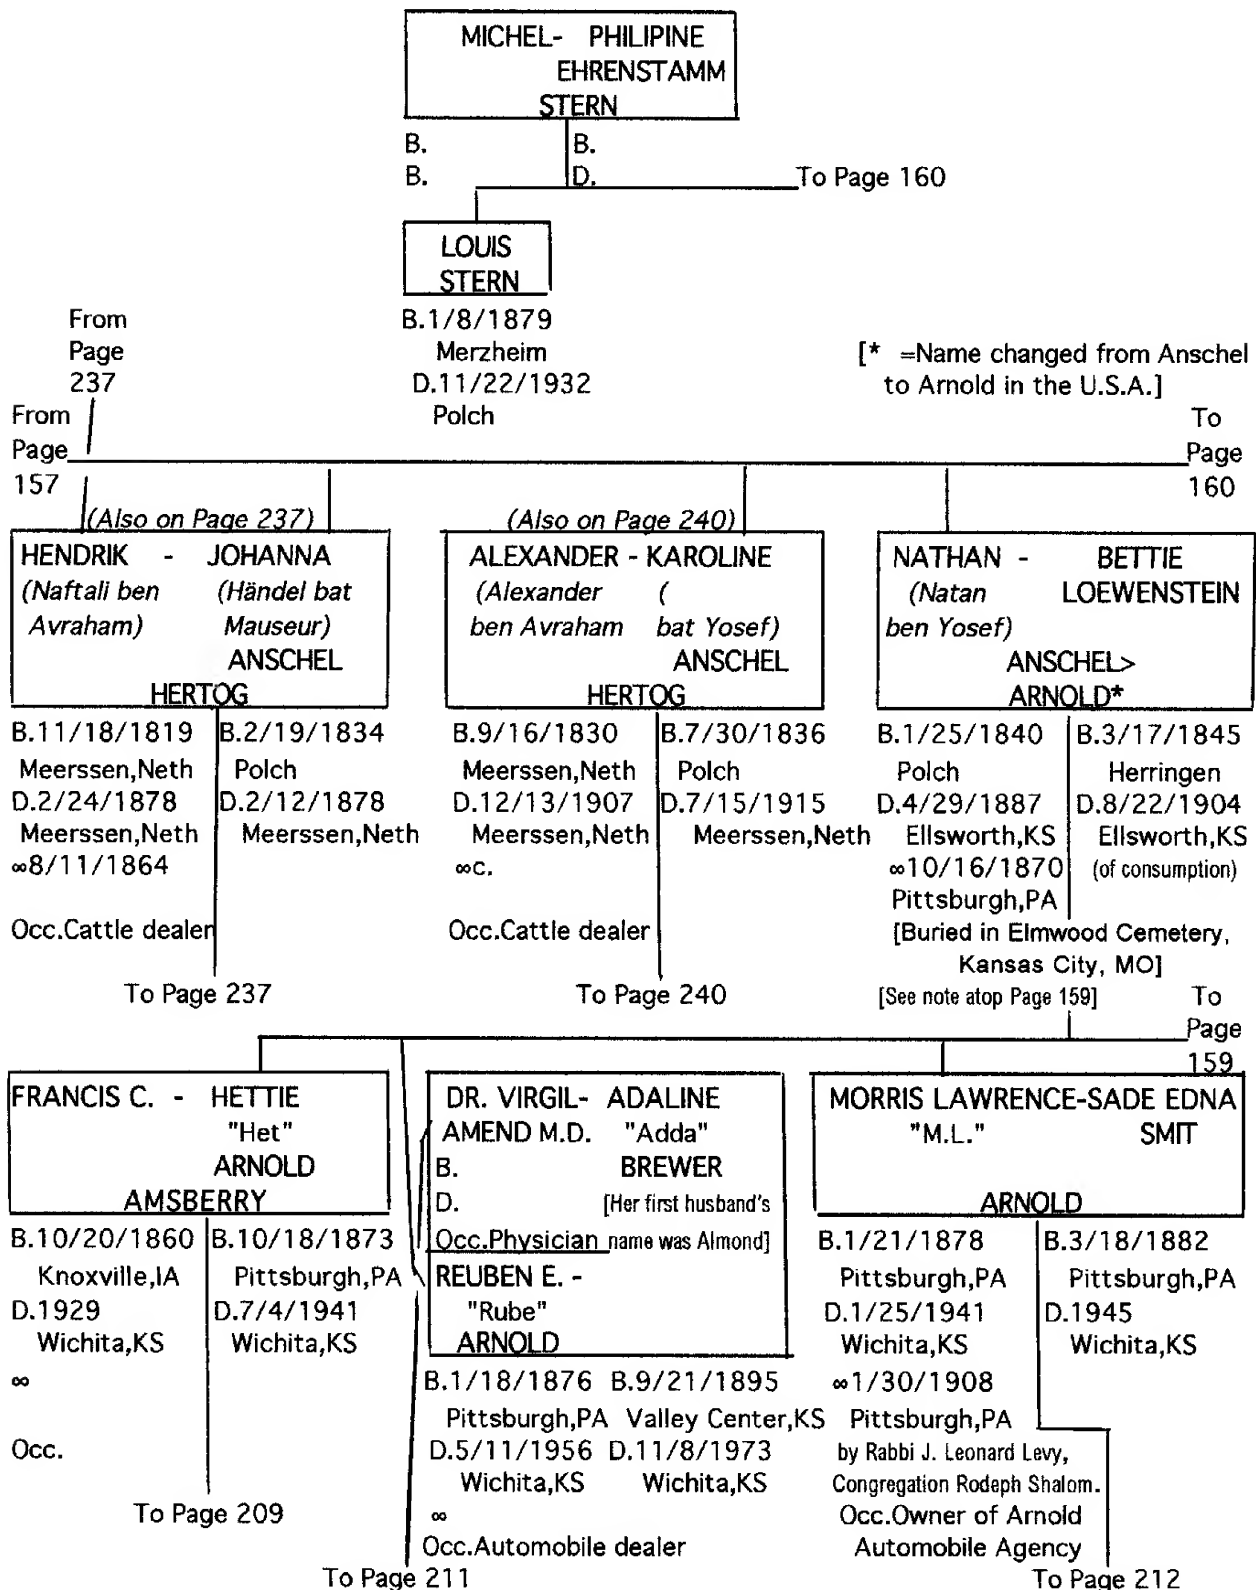 MICHEL- PHILIPINE
EHRENSTAMM
STERN
B. B.
B. D. To Page 160
LOUIS
STERN
B.1/8/1879
Merzheim
D.11/22/1932
Polch
From
Page
237
[* =Name changed from Anschel
to Arnold in the U.S.A.]
From
Page
157
To
Page
160
(Also on Page 237)
HENDRIK - JOHANNA
(Naftali ben (Händel bat
Avraham) Mauseur)
ANSCHEL
HERTOG
B.11/18/1819 B.2/19/1834
Meerssen,Neth Polch
D.2/24/1878 D.2/12/1878
Meerssen,Neth Meerssen,Neth
∞8/11/1864
Occ.Cattle dealer
To Page 237
(Also on Page 240)
ALEXANDER - KAROLINE
(Alexander (
ben Avraham bat Yosef)
ANSCHEL
HERTOG
B.9/16/1830 B.7/30/1836
Meerssen,Neth Polch
D.12/13/1907 D.7/15/1915
Meerssen,Neth Meerssen,Neth
∞c.
Occ.Cattle dealer
To Page 240
NATHAN - BETTIE
(Natan LOEWENSTEIN
ben Yosef)
ANSCHEL>
ARNOLD*
B.1/25/1840 B.3/17/1845
Polch Herringen
D.4/29/1887 D.8/22/1904
Ellsworth,KS Ellsworth,KS
∞10/16/1870 (of consumption)
Pittsburgh,PA
[Buried in Elmwood Cemetery,
Kansas City, MO]
[See note atop Page 159]
To
Page
159
FRANCIS C. - HETTIE
"Het"
ARNOLD
AMSBERRY
B.10/20/1860 B.10/18/1873
Knoxville,IA Pittsburgh,PA
D.1929 D.7/4/1941
Wichita,KS Wichita,KS
∞
Occ.
To Page 209
DR. VIRGIL- ADALINE
AMEND M.D. "Adda"
B. BREWER
D. [Her first husband's
Occ.Physician name was Almond]
REUBEN E. -
"Rube"
ARNOLD
B.1/18/1876 B.9/21/1895
Pittsburgh,PA Valley Center,KS
D.5/11/1956 D.11/8/1973
Wichita,KS Wichita,KS
∞
Occ.Automobile dealer
To Page 211
MORRIS LAWRENCE-SADE EDNA
"M.L." SMIT
ARNOLD
B.1/21/1878 B.3/18/1882
Pittsburgh,PA Pittsburgh,PA
D.1/25/1941 D.1945
Wichita,KS Wichita,KS
∞1/30/1908
Pittsburgh,PA
by Rabbi J. Leonard Levy,
Congregation Rodeph Shalom.
Occ.Owner of Arnold
Automobile Agency
To Page 212